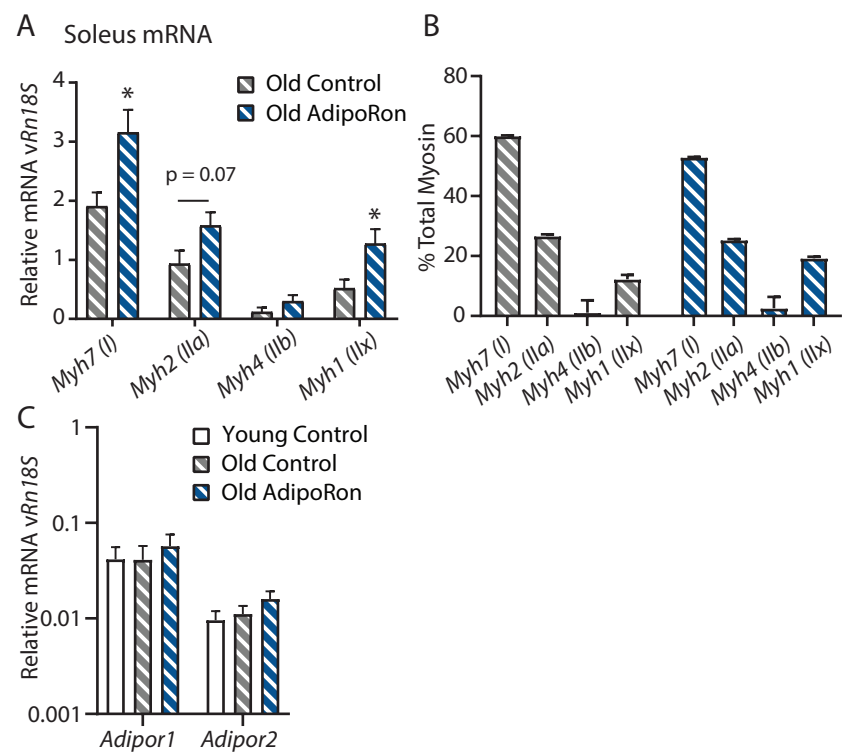 A
Soleus mRNA
Relative mRNA vRn18S
4
3
2
1
0
Old Control
Old AdipoRon
*
p = 0.07
*
Myh7 (I)
Myh2 (IIa)
Myh4 (IIb)
Myh1 (IIx)
B
% Total Myosin
80
60
40
20
0
Myh7 (I)
Myh2 (IIa)
Myh4 (IIb)
Myh1 (IIx)
Myh7 (I)
Myh2 (IIa)
Myh4 (IIb)
Myh1 (IIx)
C
Relative mRNA vRn18S
1
0.1
0.01
0.001
Young Control
Old Control
Old AdipoRon
Adipor1
Adipor2